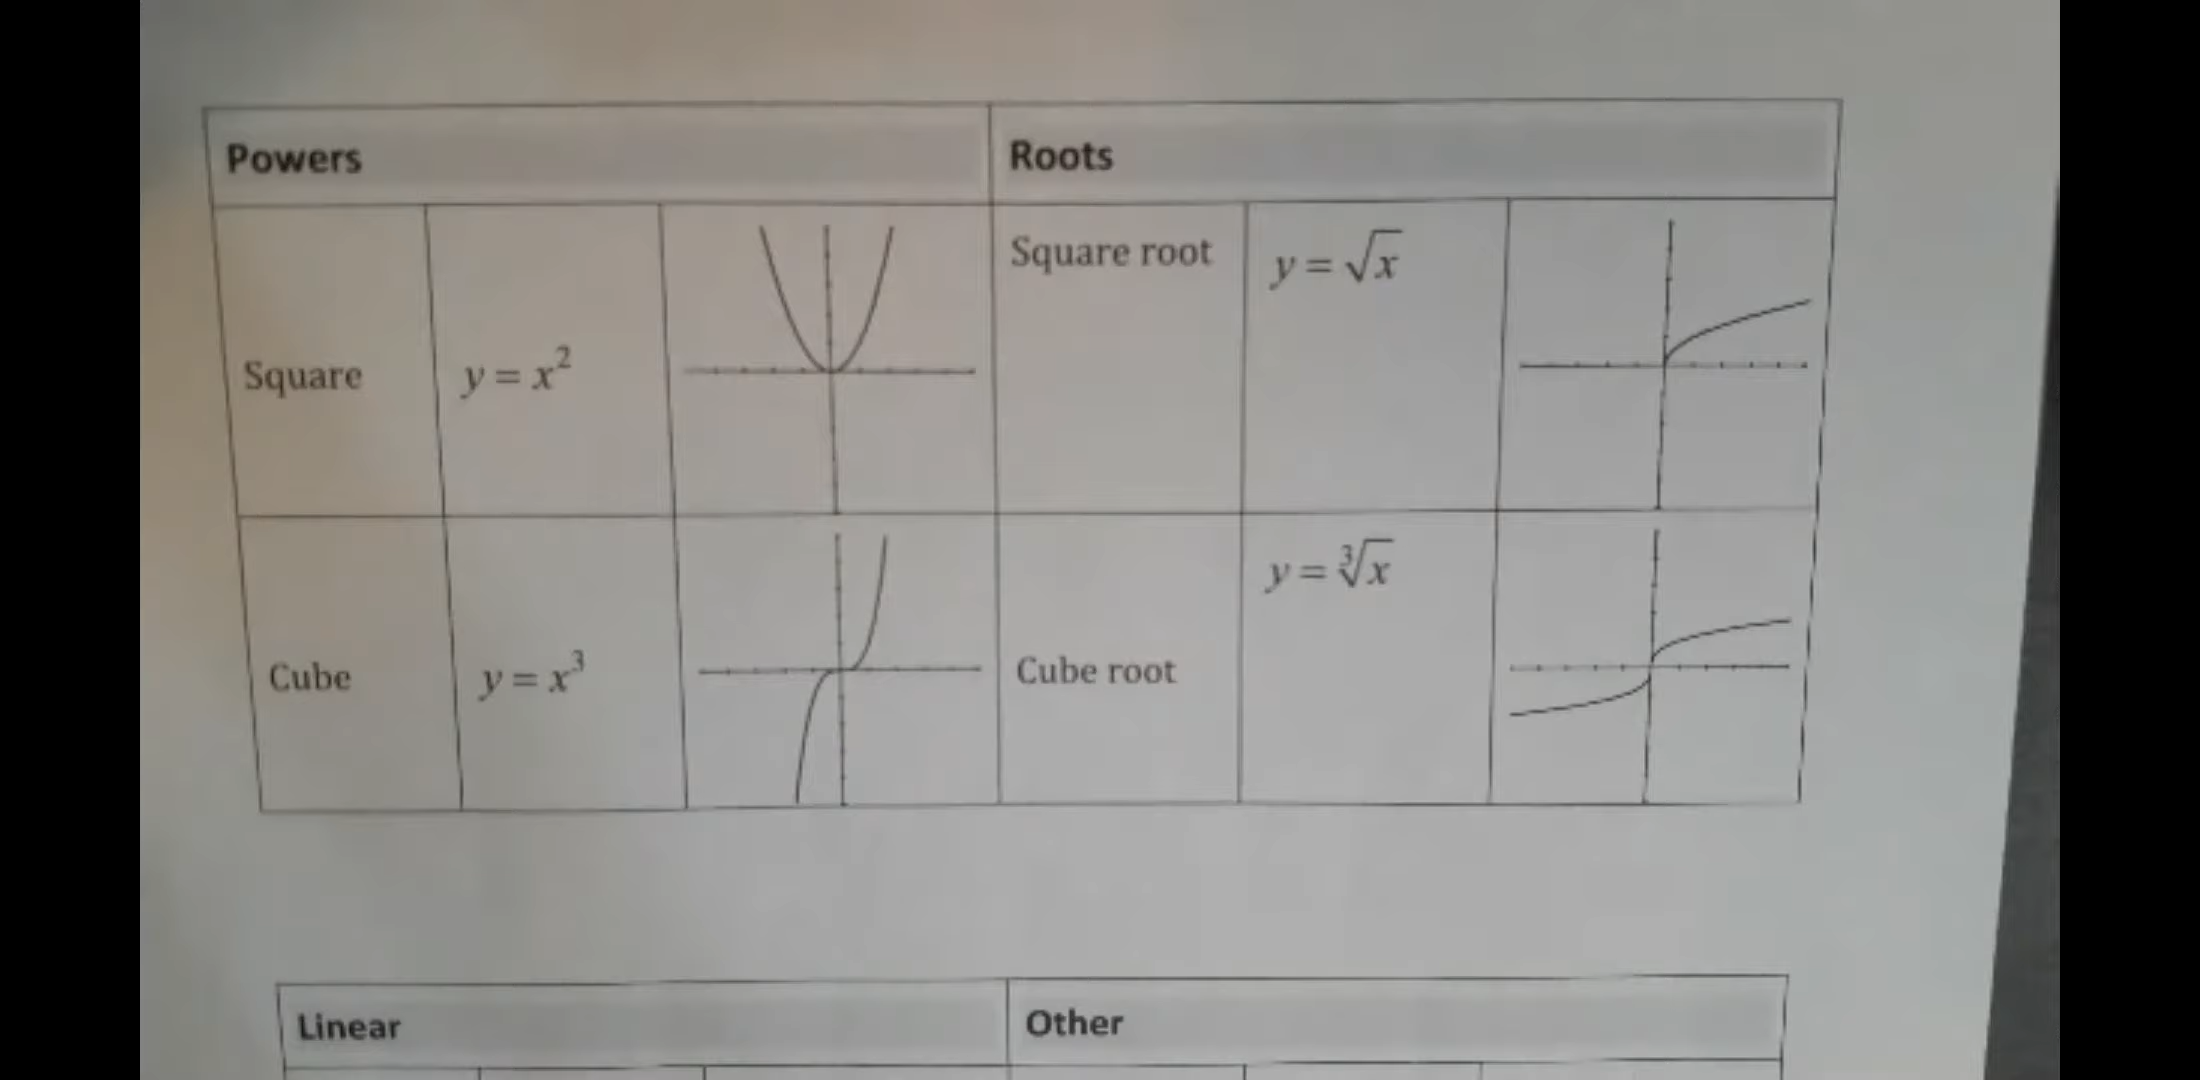 Powers
Roots
Square
y = x²
Square root
y = √x
Cube
y = x³
Cube root
y = ∛x
Linear
Other